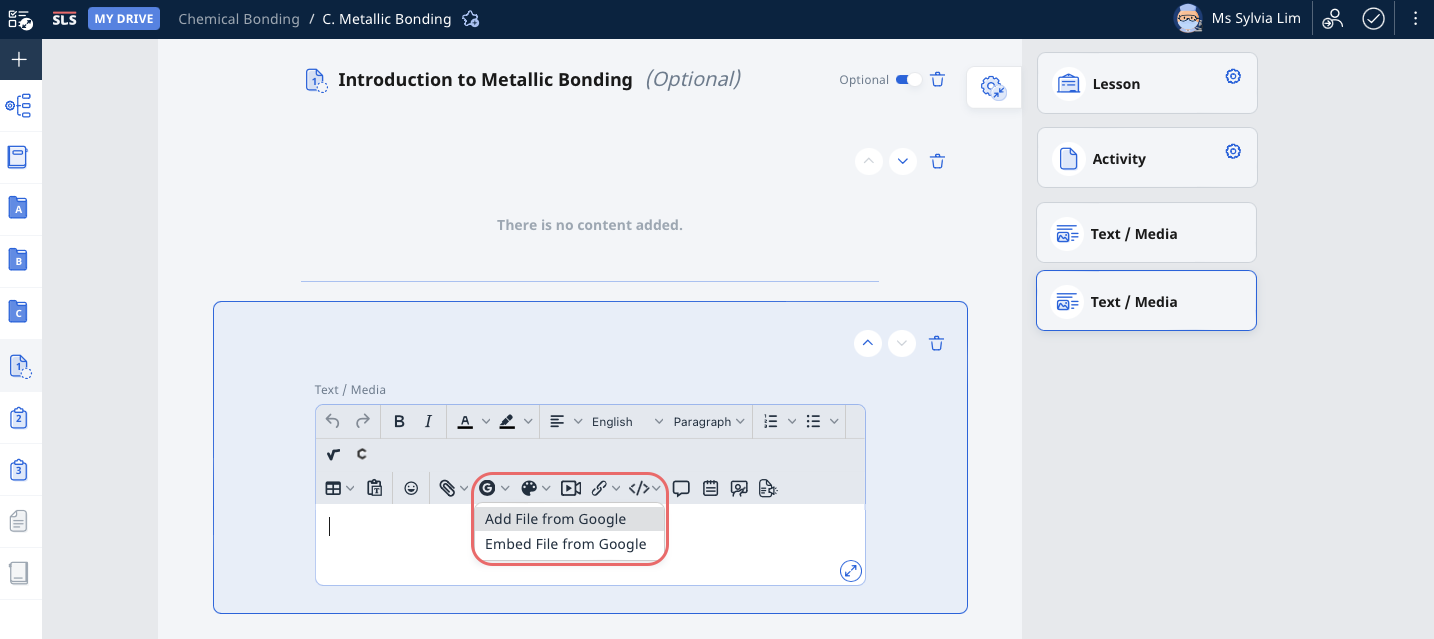 SLS MY DRIVE Chemical Bonding / C. Metallic Bonding Ms Sylvia Lim
Introduction to Metallic Bonding (Optional) Optional
Lesson
Activity
There is no content added.
Text / Media
Text / Media
Text / Media
B I A English Paragraph
C
Add File from Google
Embed File from Google
A
B
C
1
2
3